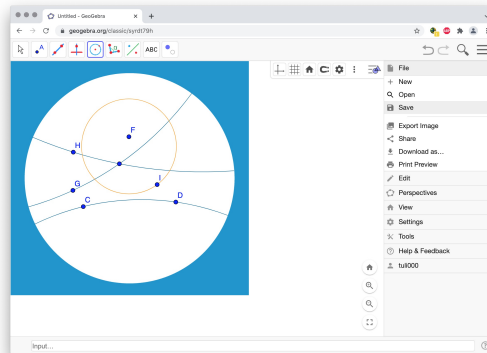 Untitled - GeoGebra
geogebra.org/classic/syrdt79h
ABC
File
New
Open
Save
Export Image
Share
Download as...
Print Preview
Edit
Perspectives
View
Settings
Tools
Help & Feedback
tuli000
F
H
I
G
C
D
Input...